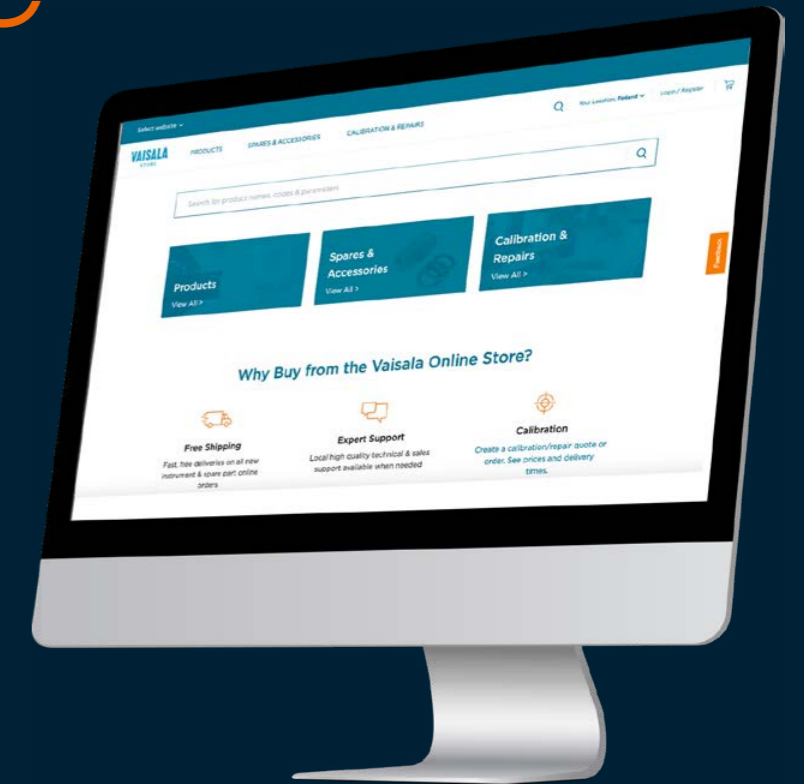 Select website
VAISALA
STORE
PRODUCTS
SPARES & ACCESSORIES
CALIBRATION & REPAIRS
Your Location: Finland
Login / Register
Search for product names, codes & parameters
Products
View All >
Spares &
Accessories
View All >
Calibration &
Repairs
View All >
Feedback
Why Buy from the Vaisala Online Store?
Free Shipping
Fast, free deliveries on all new
instrument & spare part online
orders
Expert Support
Local high quality technical & sales
support available when needed
Calibration
Create a calibration/repair quote or
order. See prices and delivery
times.